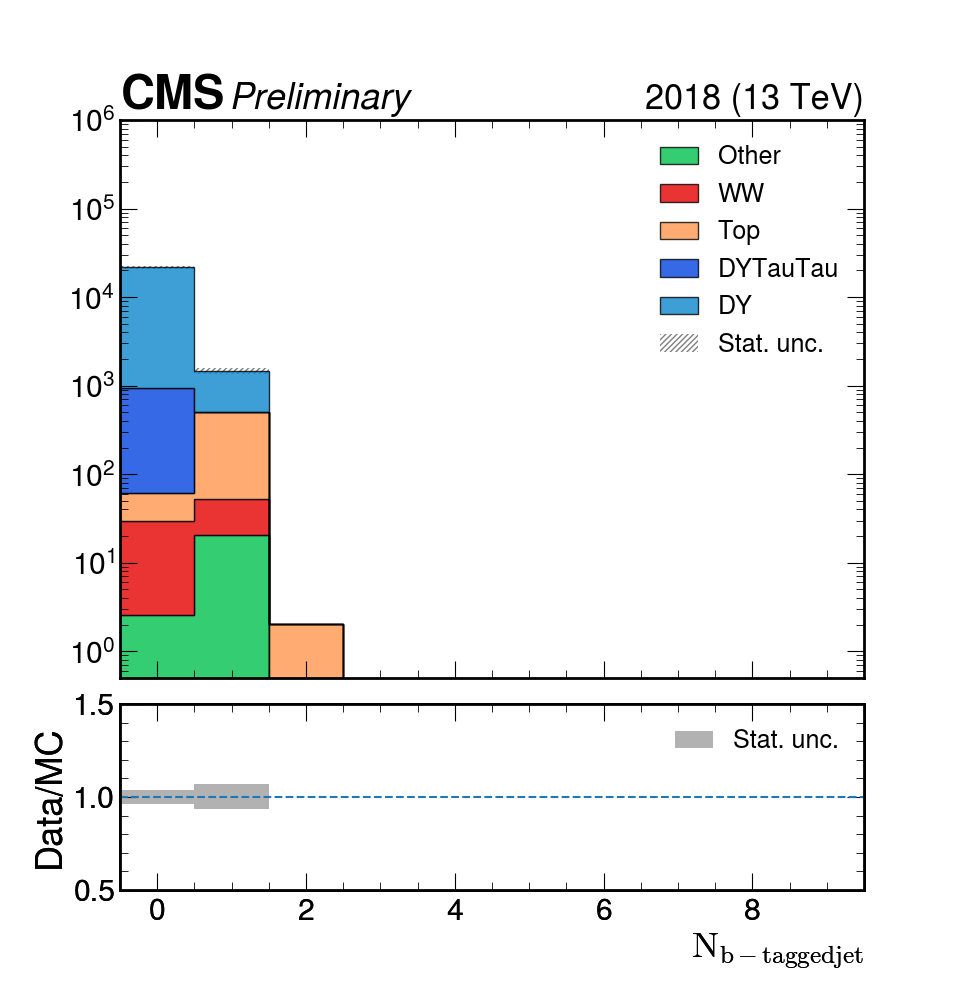 CMS Preliminary 2018 (13 TeV)
10^6
10^5
10^4
10^3
10^2
10^1
10^0
Other
WW
Top
DYTauTau
DY
Stat. unc.
1.5
1.0
0.5
Data/MC
Stat. unc.
0 2 4 6 8
N_{b-taggedjet}